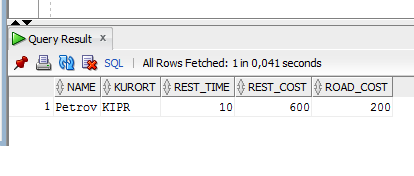 Query Result x
SQL | All Rows Fetched: 1 in 0,041 seconds
NAME KURORT REST_TIME REST_COST ROAD_COST
1 Petrov KIPR 10 600 200